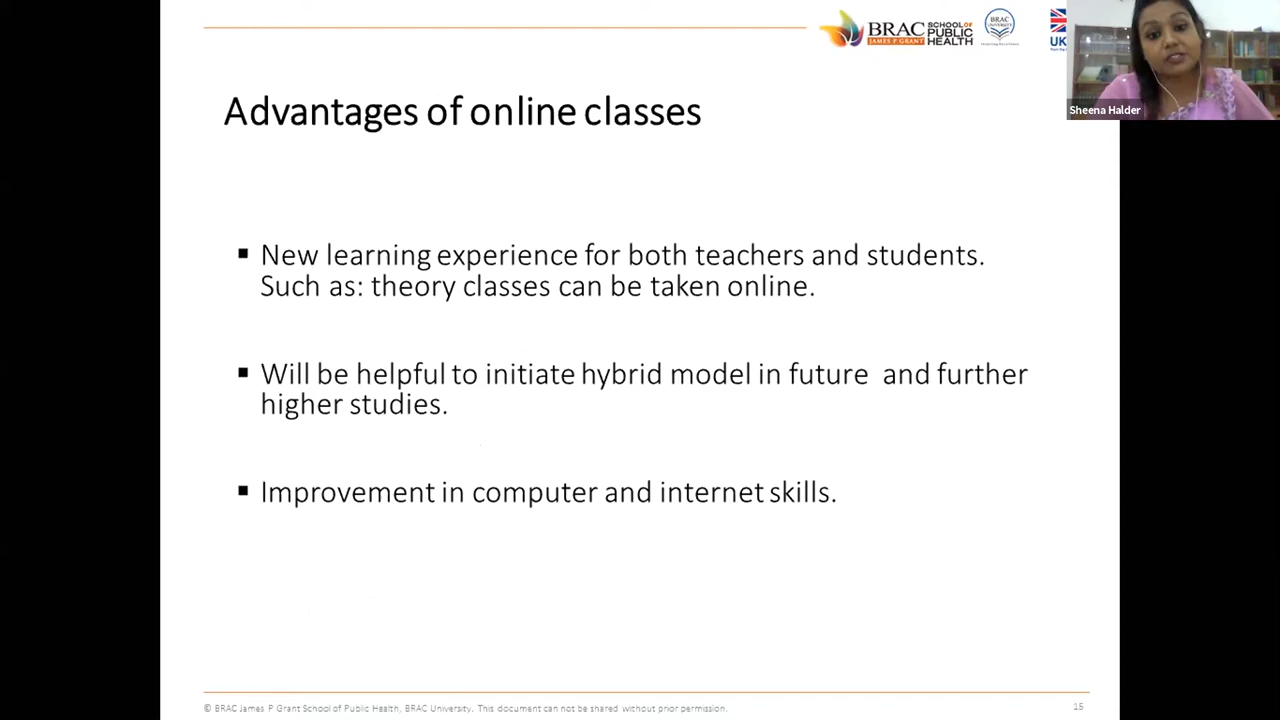 BRAC
JAMES P GRANT
SCHOOL OF
PUBLIC
HEALTH
BRAC
UNIVERSITY
UK
Sheena Halder
Advantages of online classes
▪ New learning experience for both teachers and students.
Such as: theory classes can be taken online.
▪ Will be helpful to initiate hybrid model in future and further
higher studies.
▪ Improvement in computer and internet skills.
© BRAC James P Grant School of Public Health, BRAC University. This document can not be shared without prior permission.
15